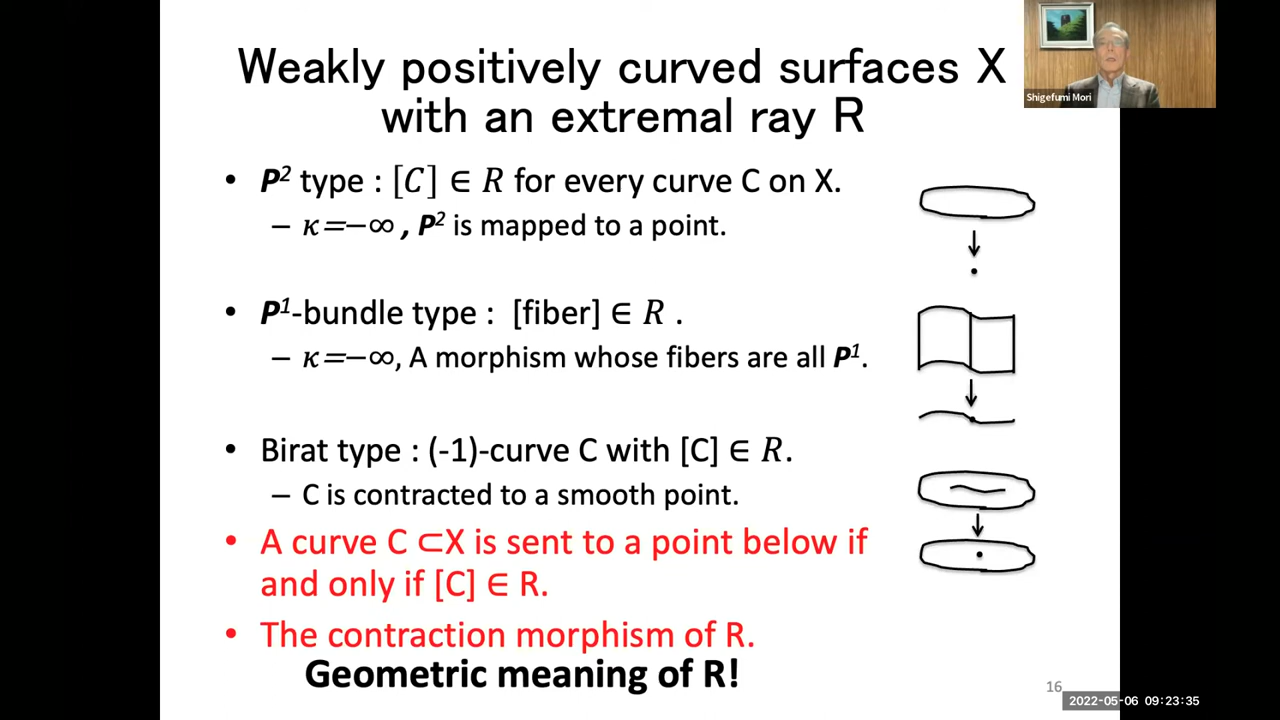 Weakly positively curved surfaces X
with an extremal ray R
Shigefumi Mori
• P² type : [C] ∈ R for every curve C on X.
– κ=−∞ , P² is mapped to a point.
• P¹-bundle type : [fiber] ∈ R .
– κ=−∞, A morphism whose fibers are all P¹.
• Birat type : (-1)-curve C with [C] ∈ R.
– C is contracted to a smooth point.
• A curve C ⊂X is sent to a point below if
and only if [C] ∈ R.
• The contraction morphism of R.
Geometric meaning of R!
16
2022-05-06 09:23:35